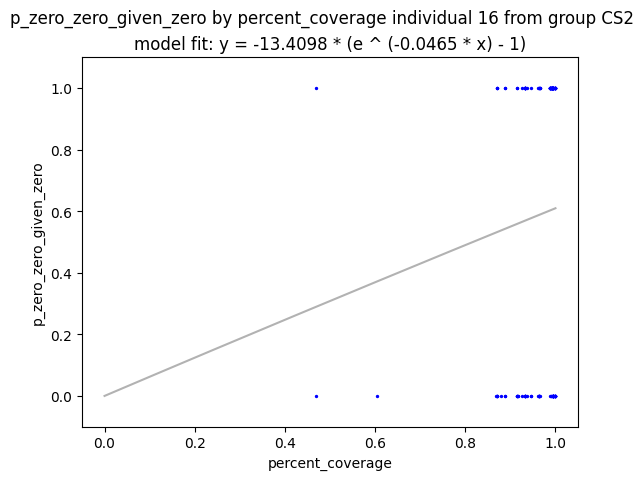 p_zero_zero_given_zero by percent_coverage individual 16 from group CS2
model fit: y = -13.4098 * (e ^ (-0.0465 * x) - 1)
1.0
0.8
0.6
0.4
0.2
0.0
p_zero_zero_given_zero
0.0 0.2 0.4 0.6 0.8 1.0
percent_coverage